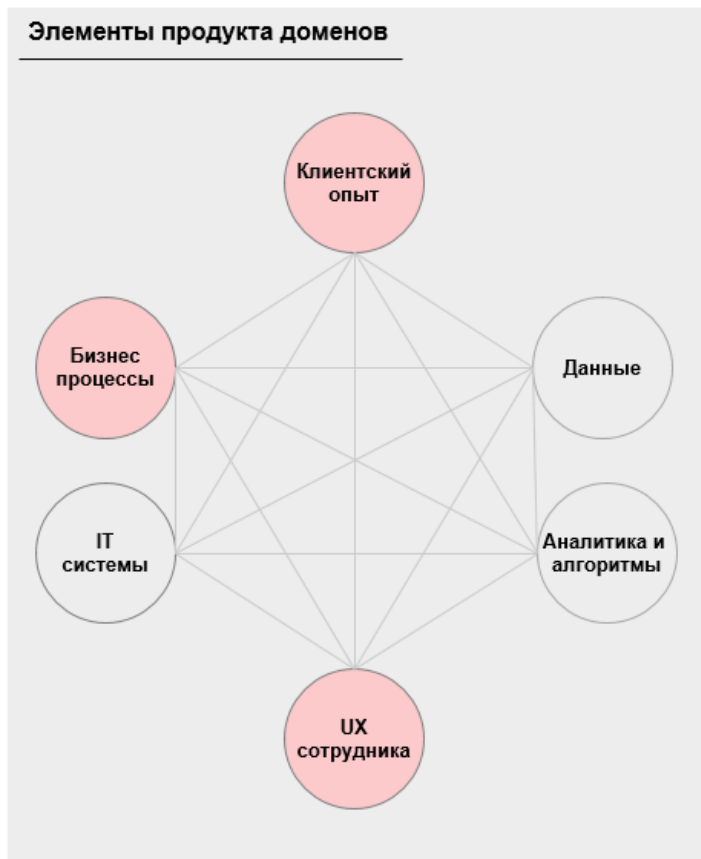 Элементы продукта доменов
Клиентский
опыт
Бизнес
процессы
Данные
IT
системы
Аналитика и
алгоритмы
UX
сотрудника